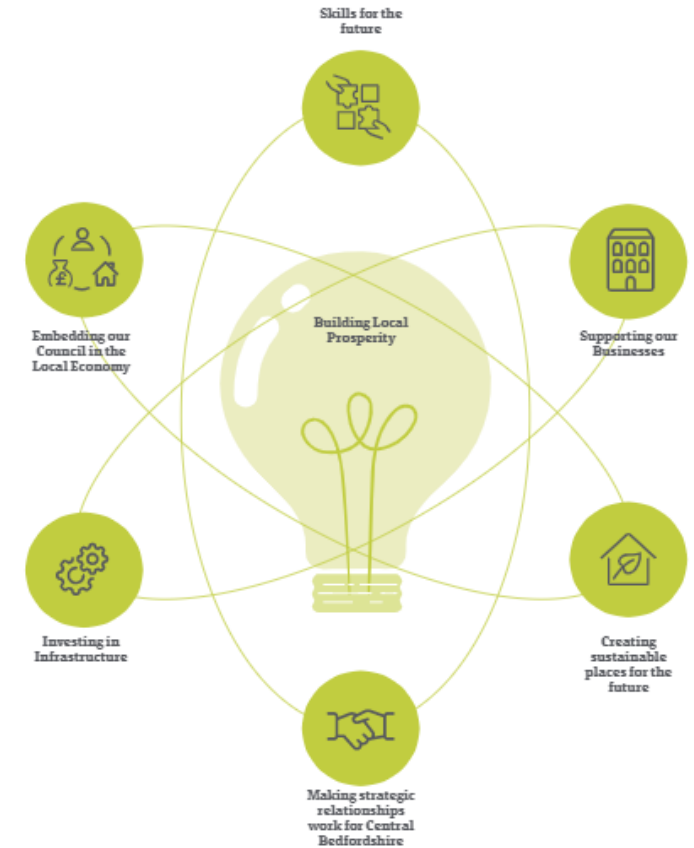 Skills for the
future
Embedding our
Council in the
Local Economy
£
Building Local
Prosperity
Supporting our
Businesses
Investing in
Infrastructure
Creating
sustainable
places for the
future
Making strategic
relationships
work for Central
Bedfordshire